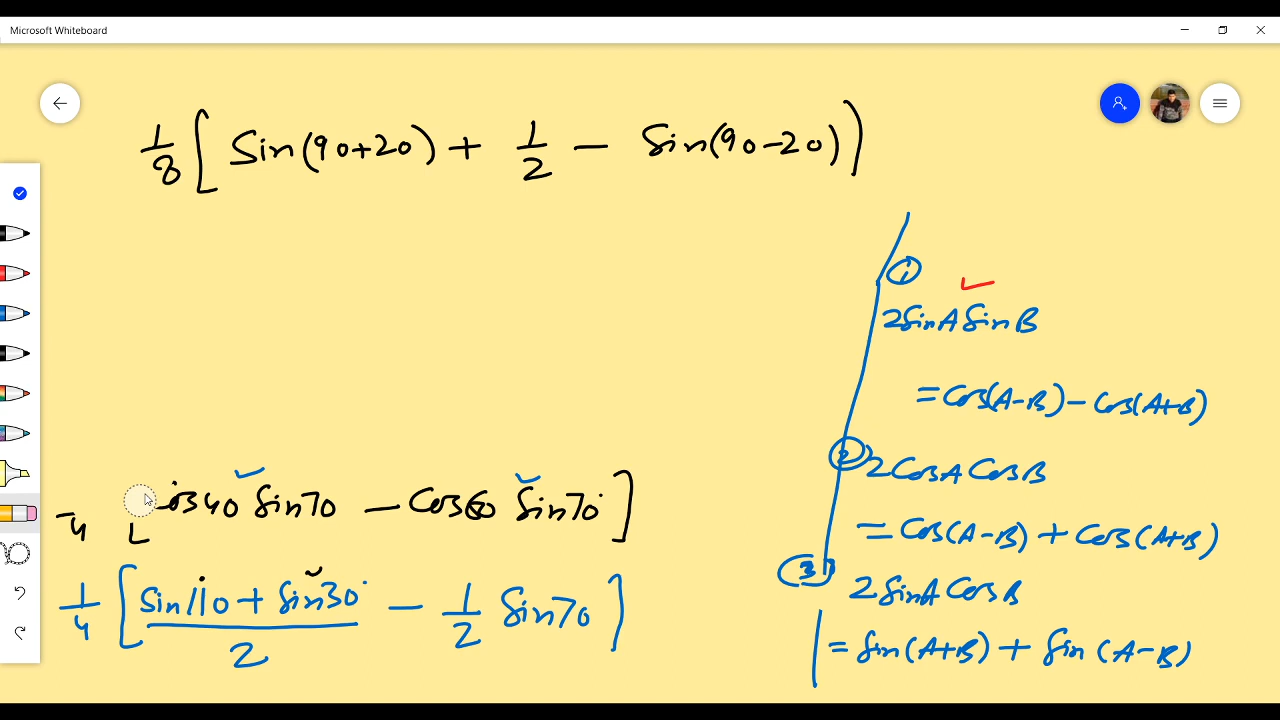 Microsoft Whiteboard
1/8 [ Sin(90+20) + 1/2 - Sin(90-20) ]
①
2SinA SinB
= Cos(A-B) - Cos(A+B)
② 2CosA CosB
= Cos(A-B) + Cos(A+B)
③ 2SinA CosB
= Sin(A+B) + Sin(A-B)
4 [ os40 Sin70 - Cos60 Sin70° ]
1/4 [ (Sin110 + Sin30°)/2 - 1/2 Sin70 ]